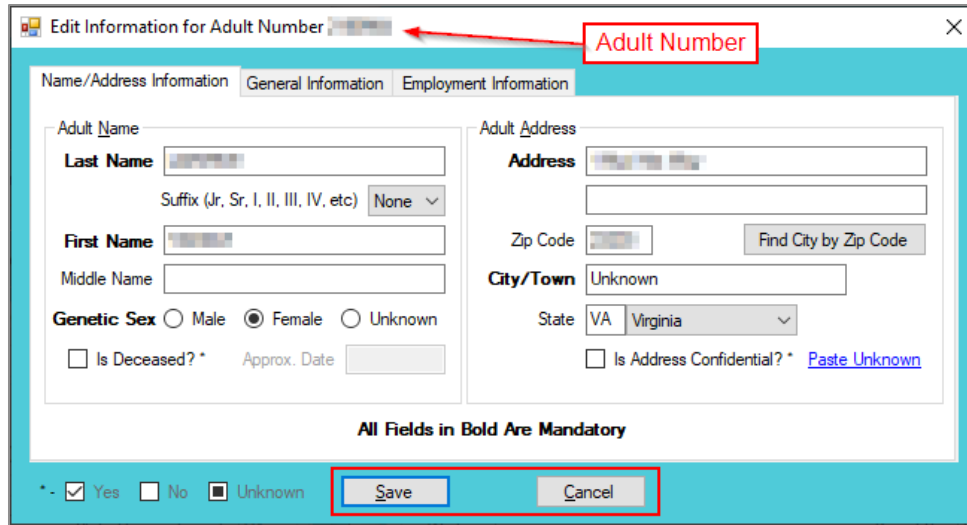 Edit Information for Adult Number
Adult Number
Name/Address Information General Information Employment Information
Adult Name
Last Name
Suffix (Jr, Sr, I, II, III, IV, etc) None
First Name
Middle Name
Genetic Sex Male Female Unknown
Is Deceased? * Approx. Date
Adult Address
Address
Zip Code Find City by Zip Code
City/Town Unknown
State VA Virginia
Is Address Confidential? * Paste Unknown
All Fields in Bold Are Mandatory
* - Yes No Unknown Save Cancel